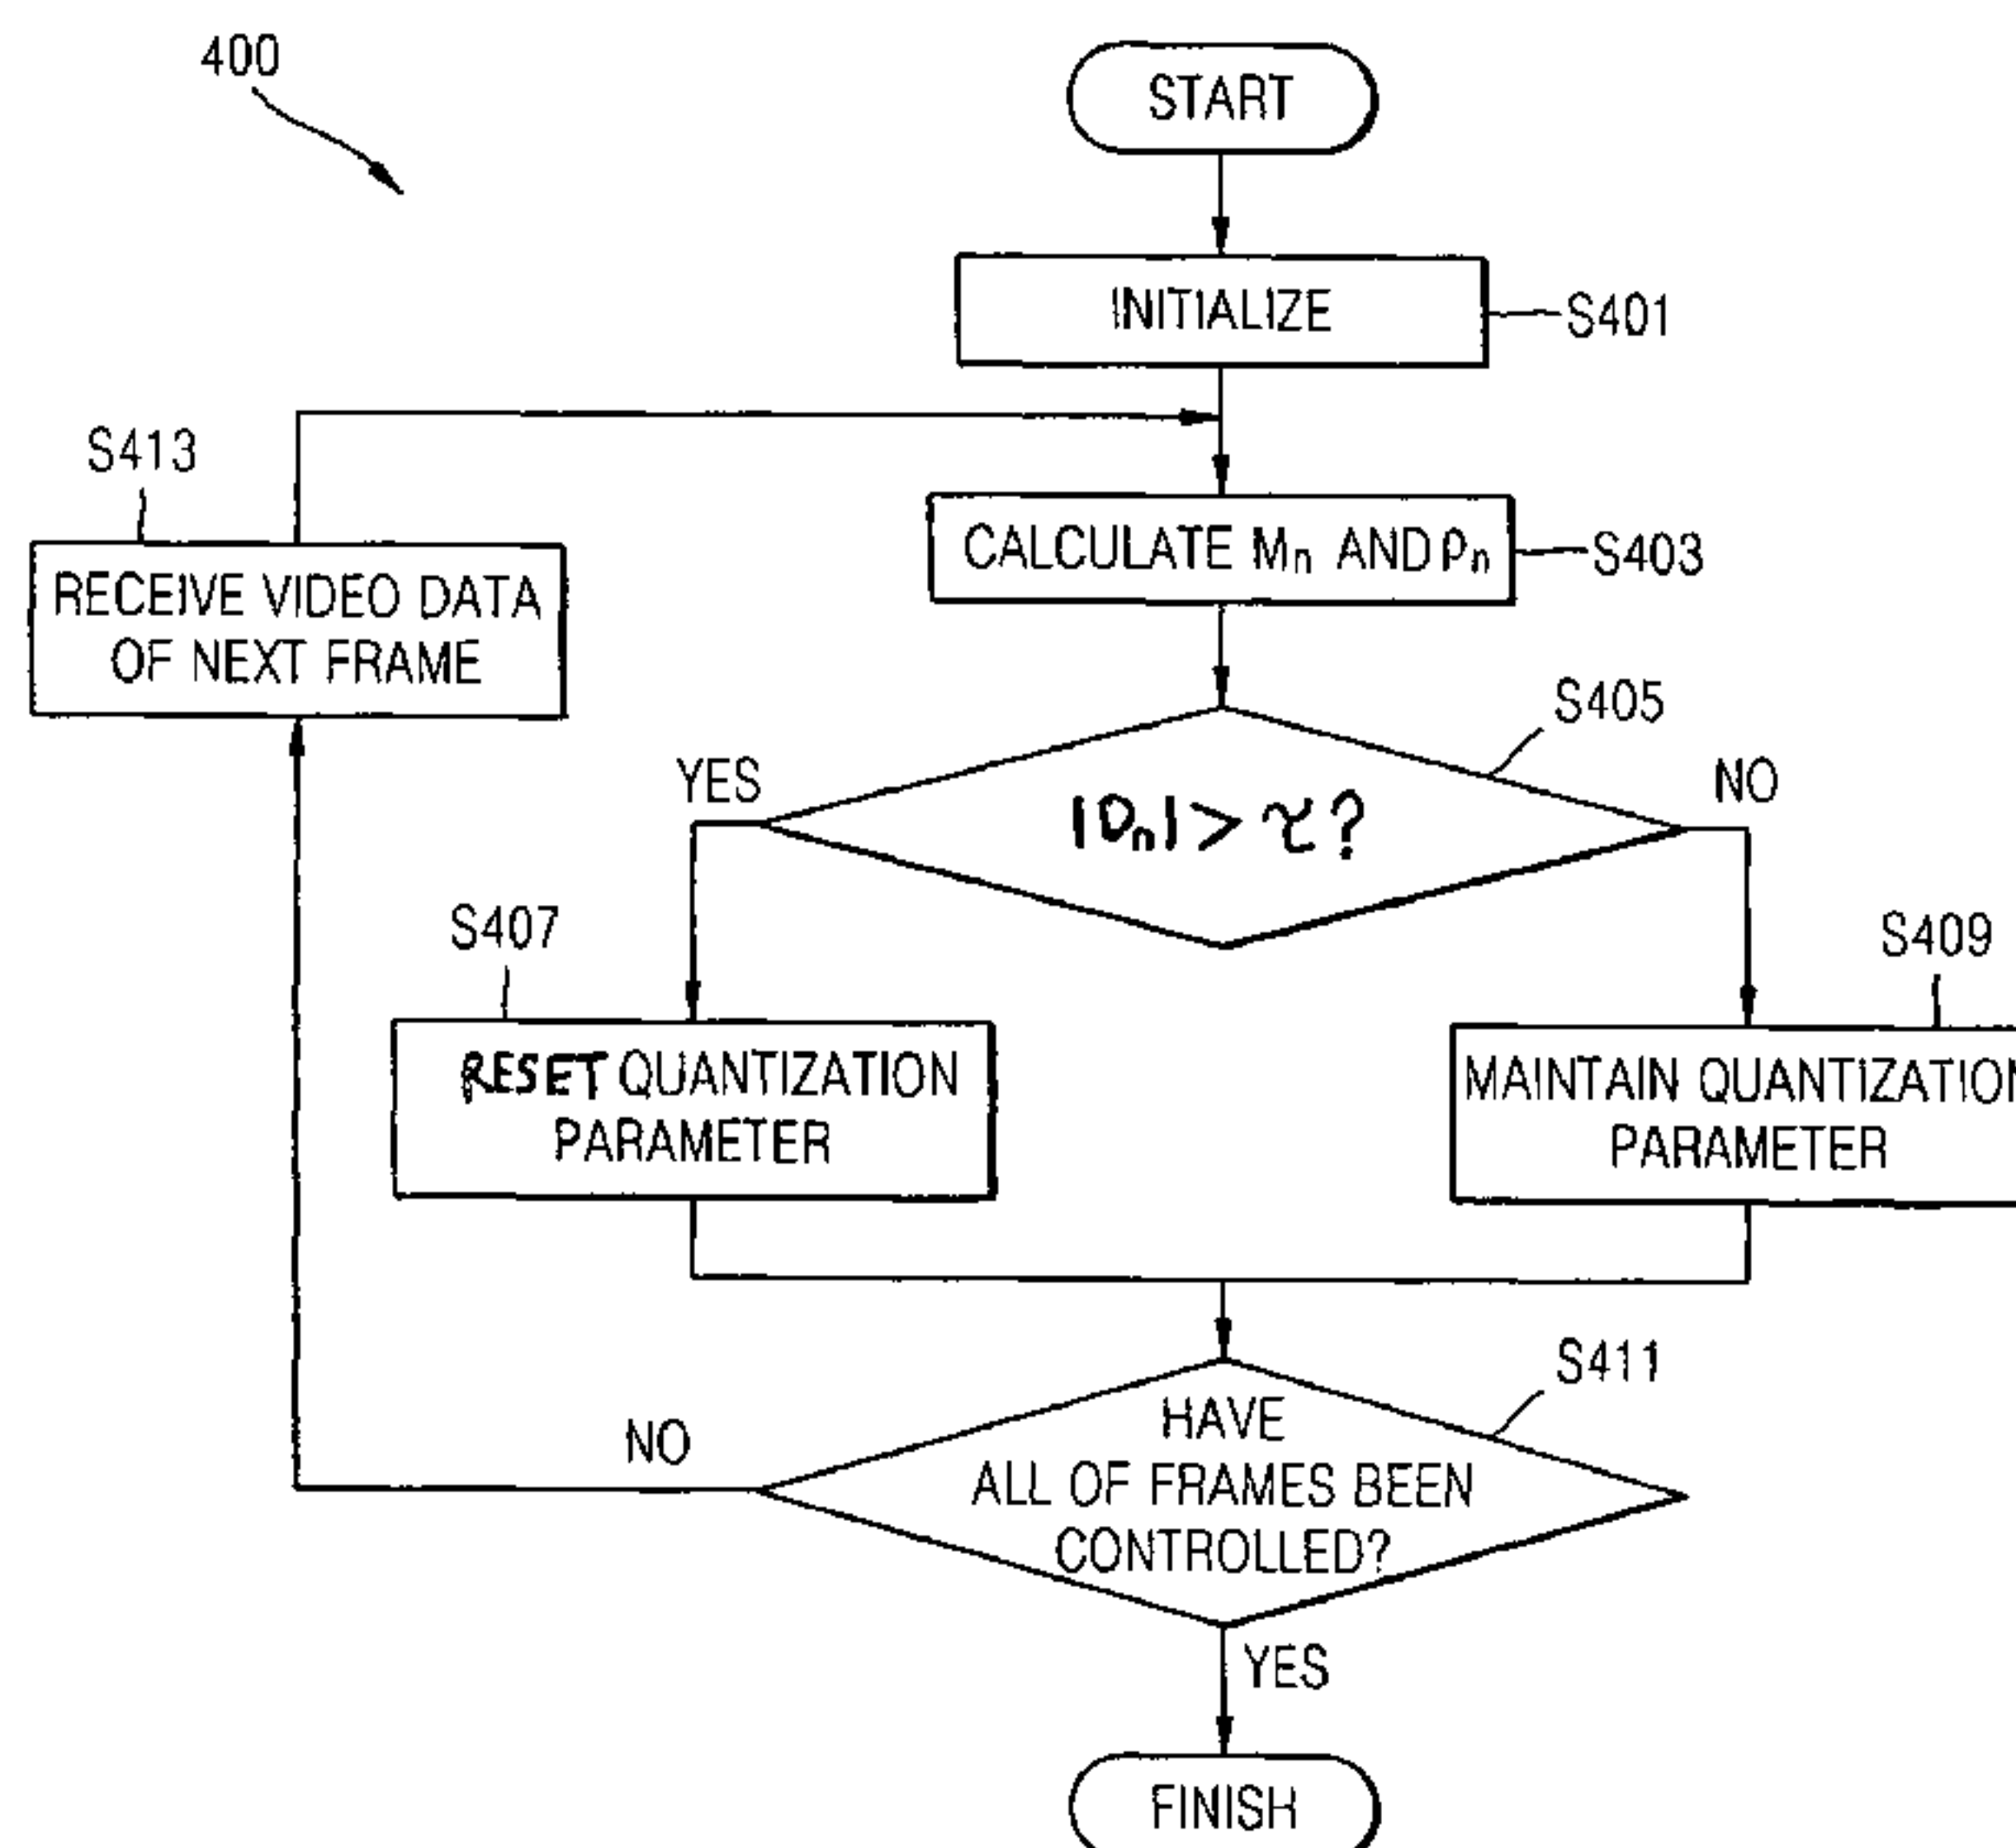 400
START
INITIALIZE
S401
S413
RECEIVE VIDEO DATA
OF NEXT FRAME
CALCULATE Mn AND ρn
S403
S405
YES
|Dn| > τ?
NO
S407
RESET QUANTIZATION
PARAMETER
S409
MAINTAIN QUANTIZATION
PARAMETER
S411
NO
HAVE
ALL OF FRAMES BEEN
CONTROLLED?
YES
FINISH